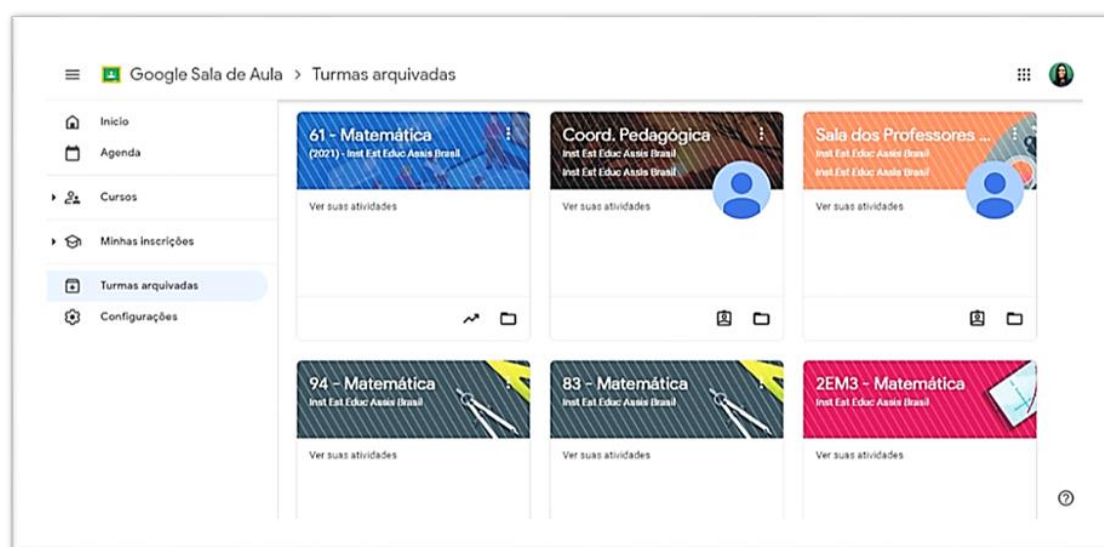 Google Sala de Aula > Turmas arquivadas
Início
Agenda
Cursos
Minhas inscrições
Turmas arquivadas
Configurações
61 - Matemática
(2021) - Inst Est Educ Assis Brasil
Ver suas atividades
Coord. Pedagógica
Inst Est Educ Assis Brasil
Inst Est Educ Assis Brasil
Ver suas atividades
Sala dos Professores ...
Inst Est Educ Assis Brasil
Inst Est Educ Assis Brasil
Ver suas atividades
94 - Matemática
Inst Est Educ Assis Brasil
Ver suas atividades
83 - Matemática
Inst Est Educ Assis Brasil
Ver suas atividades
2EM3 - Matemática
Inst Est Educ Assis Brasil
Ver suas atividades